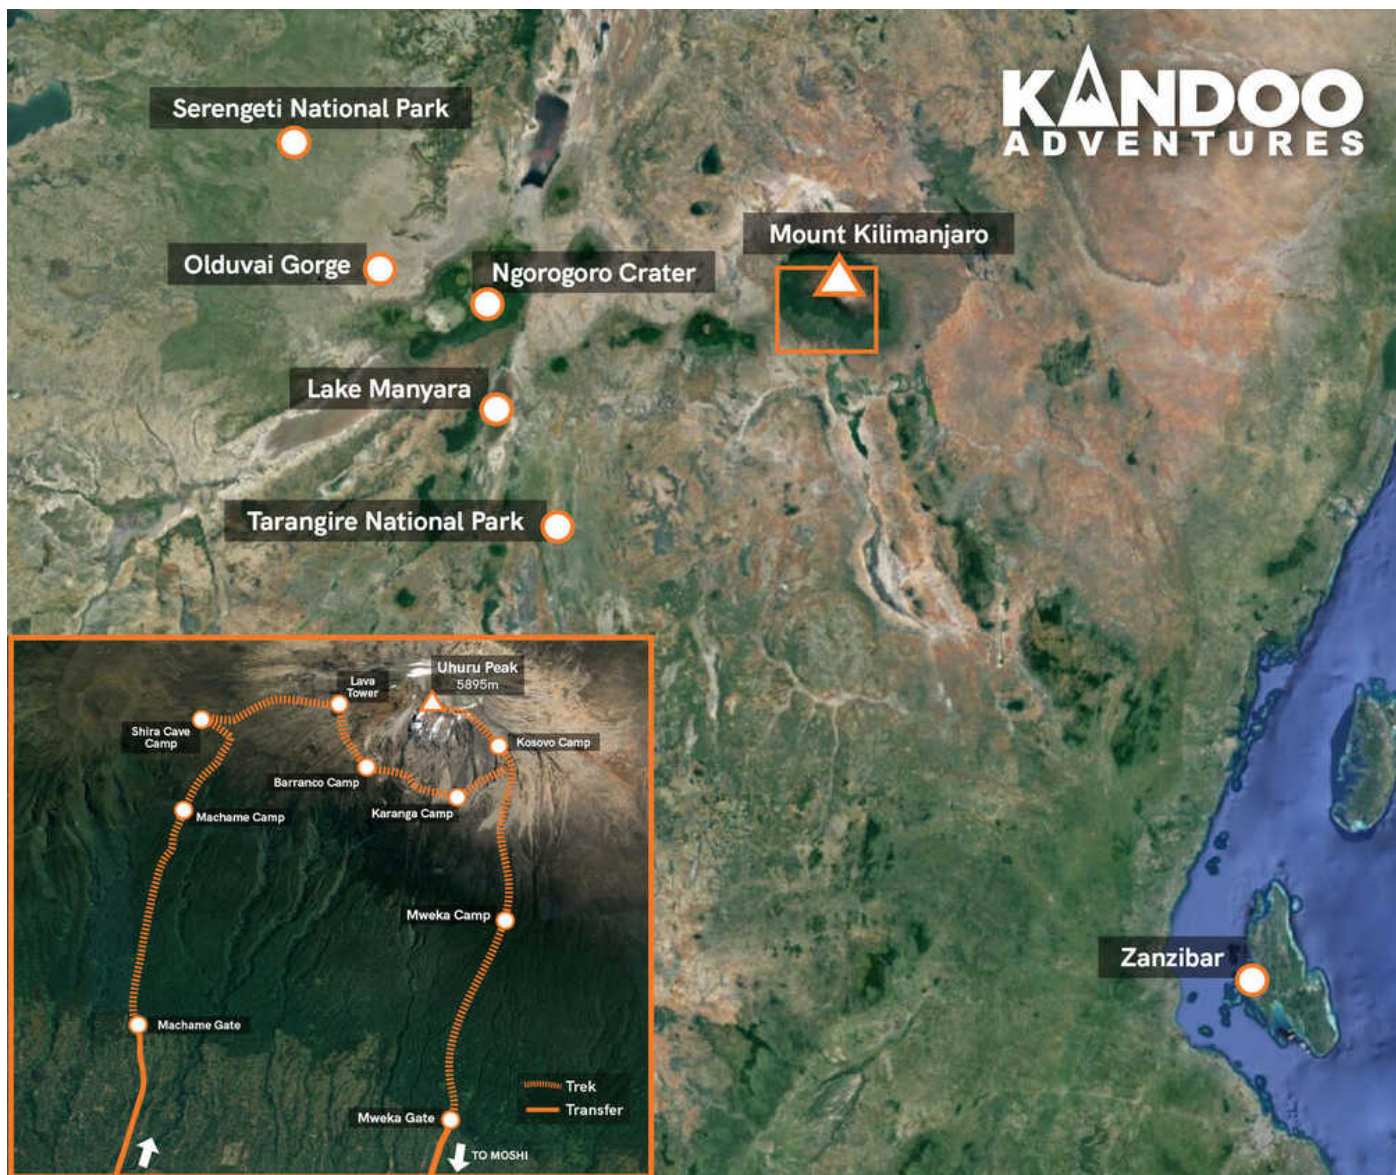 KANDOO
ADVENTURES
Serengeti National Park
Mount Kilimanjaro
Olduvai Gorge
Ngorogoro Crater
Lake Manyara
Tarangire National Park
Zanzibar
Uhuru Peak
5895m
Lava
Tower
Shira Cave
Camp
Kosovo Camp
Barranco Camp
Karanga Camp
Machame Camp
Mweka Camp
Machame Gate
Mweka Gate
Trek
Transfer
TO MOSHI